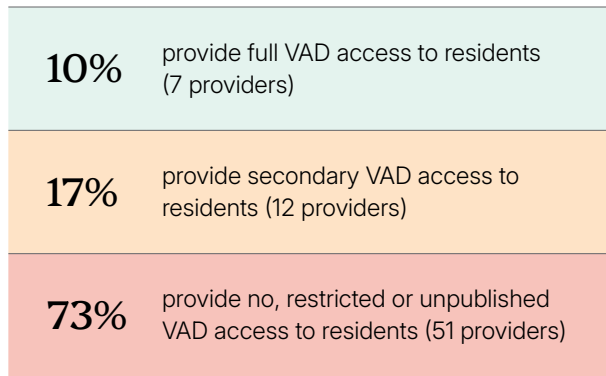 10%
provide full VAD access to residents
(7 providers)
17%
provide secondary VAD access to
residents (12 providers)
73%
provide no, restricted or unpublished
VAD access to residents (51 providers)